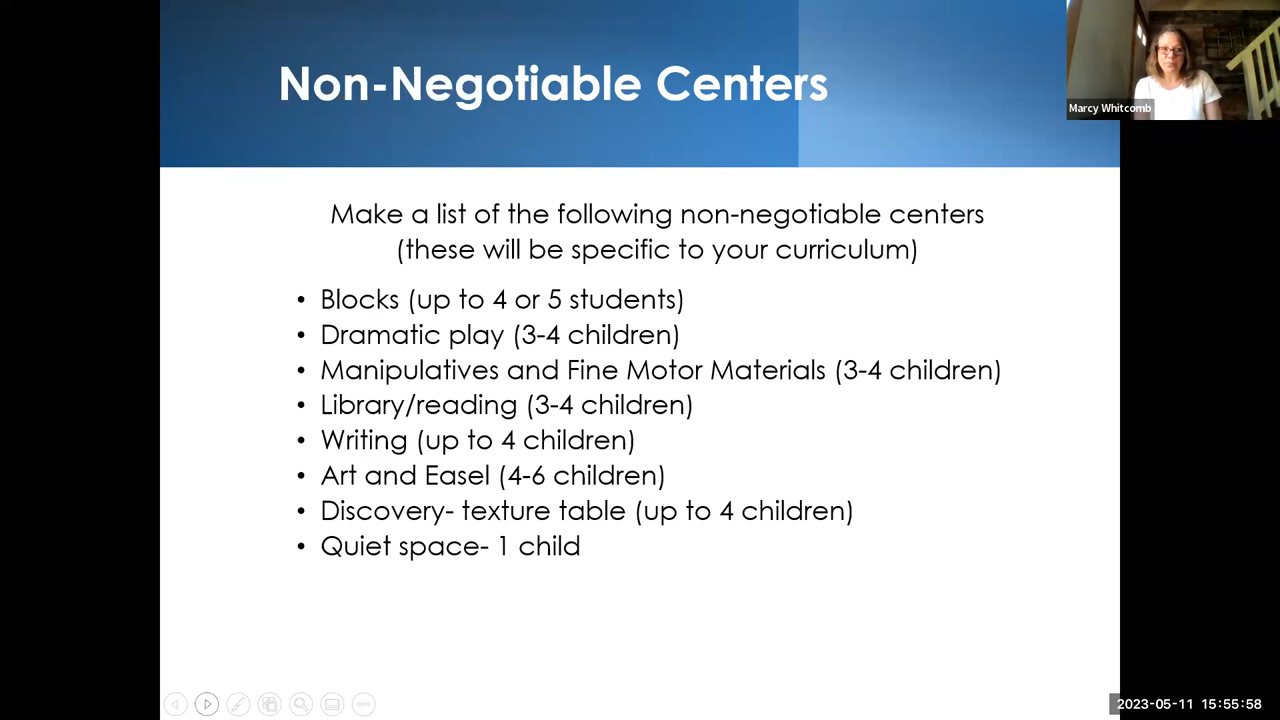 Non-Negotiable Centers
Marcy Whitcomb
Make a list of the following non-negotiable centers
(these will be specific to your curriculum)
• Blocks (up to 4 or 5 students)
• Dramatic play (3-4 children)
• Manipulatives and Fine Motor Materials (3-4 children)
• Library/reading (3-4 children)
• Writing (up to 4 children)
• Art and Easel (4-6 children)
• Discovery- texture table (up to 4 children)
• Quiet space- 1 child
2023-05-11 15:55:58